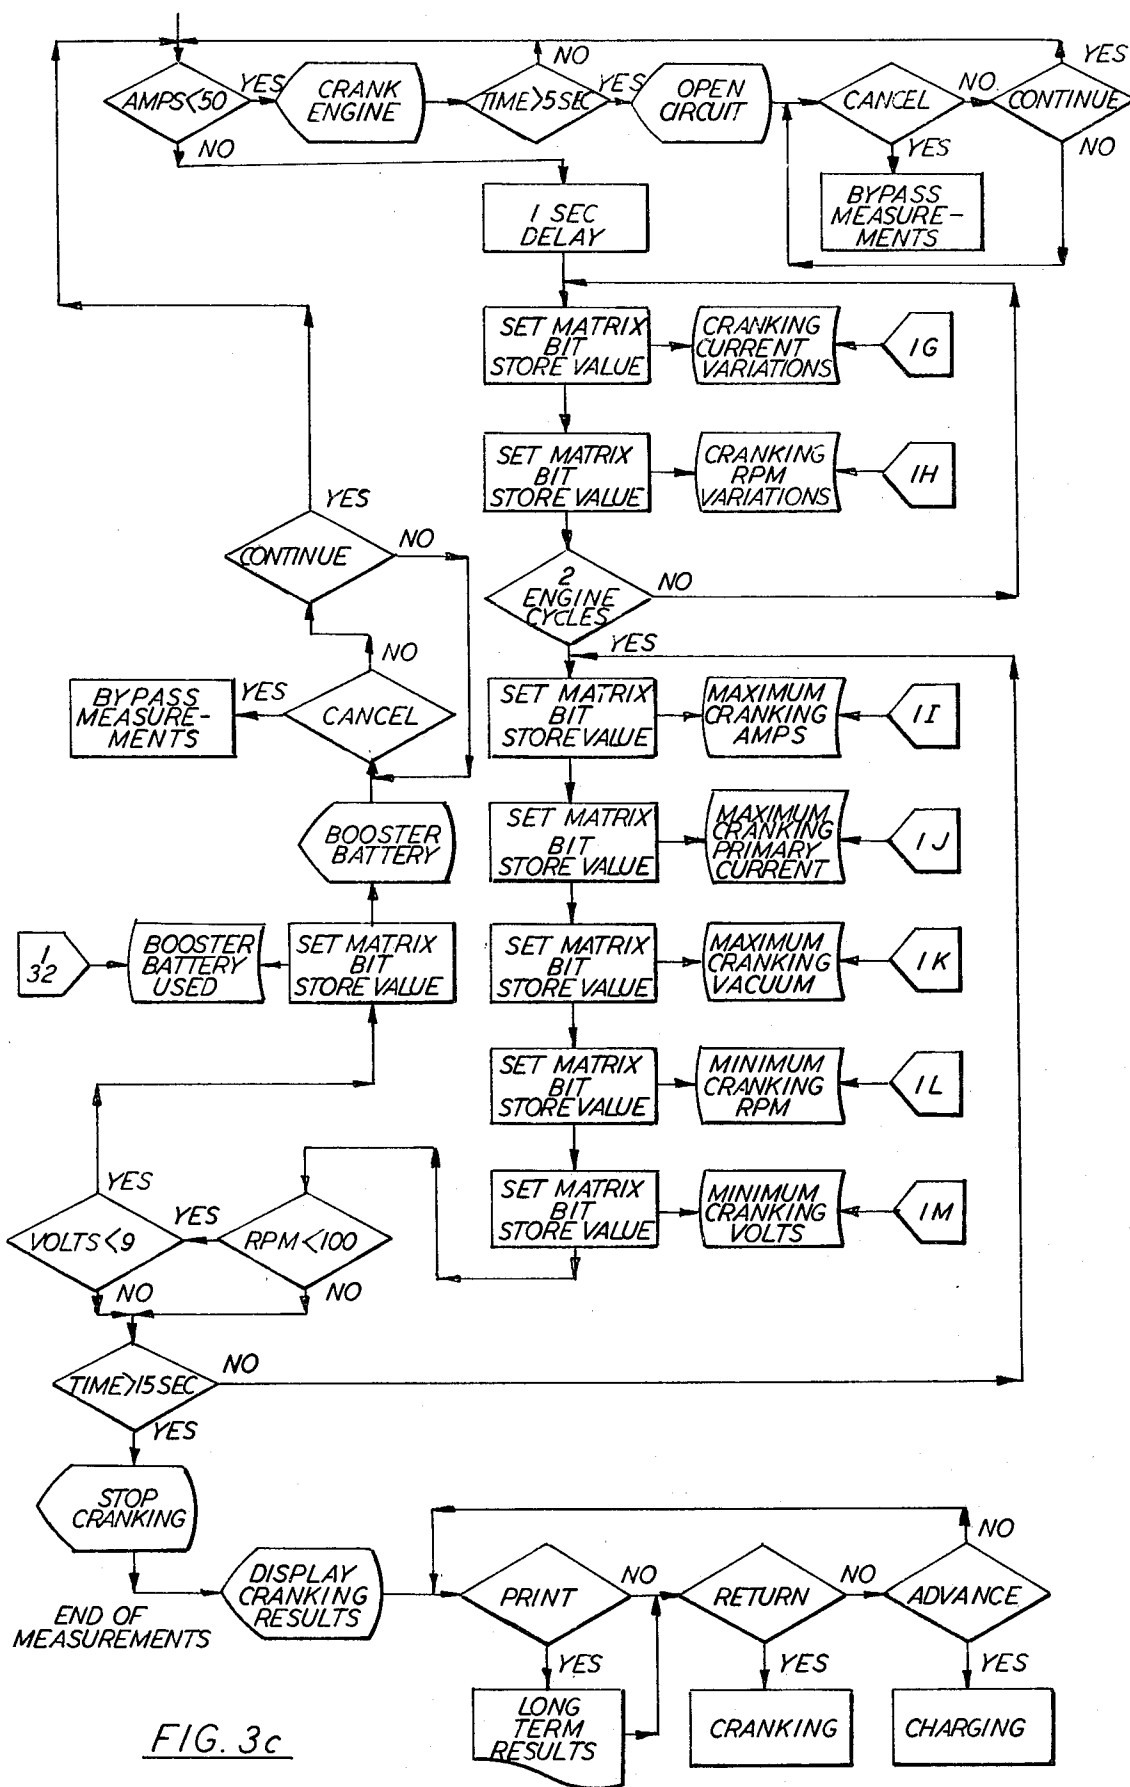 AMPS<50
YES
CRANK
ENGINE
TIME>5SEC
NO
YES
OPEN
CIRCUIT
CANCEL
NO
CONTINUE
YES
NO
NO
YES
BYPASS
MEASURE-
MENTS
1 SEC
DELAY
SET MATRIX
BIT
STORE VALUE
CRANKING
CURRENT
VARIATIONS
1G
SET MATRIX
BIT
STORE VALUE
CRANKING
RPM
VARIATIONS
1H
YES
CONTINUE
NO
2
ENGINE
CYCLES
NO
YES
NO
BYPASS
MEASURE-
MENTS
YES
CANCEL
SET MATRIX
BIT
STORE VALUE
MAXIMUM
CRANKING
AMPS
1I
BOOSTER
BATTERY
SET MATRIX
BIT
STORE VALUE
MAXIMUM
CRANKING
PRIMARY
CURRENT
1J
1
32
BOOSTER
BATTERY
USED
SET MATRIX
BIT
STORE VALUE
SET MATRIX
BIT
STORE VALUE
MAXIMUM
CRANKING
VACUUM
1K
SET MATRIX
BIT
STORE VALUE
MINIMUM
CRANKING
RPM
1L
YES
VOLTS<9
YES
RPM<100
SET MATRIX
BIT
STORE VALUE
MINIMUM
CRANKING
VOLTS
1M
NO
NO
TIME>15SEC
NO
YES
STOP
CRANKING
END OF
MEASUREMENTS
DISPLAY
CRANKING
RESULTS
PRINT
NO
RETURN
NO
ADVANCE
NO
YES
YES
YES
LONG
TERM
RESULTS
CRANKING
CHARGING
FIG. 3c